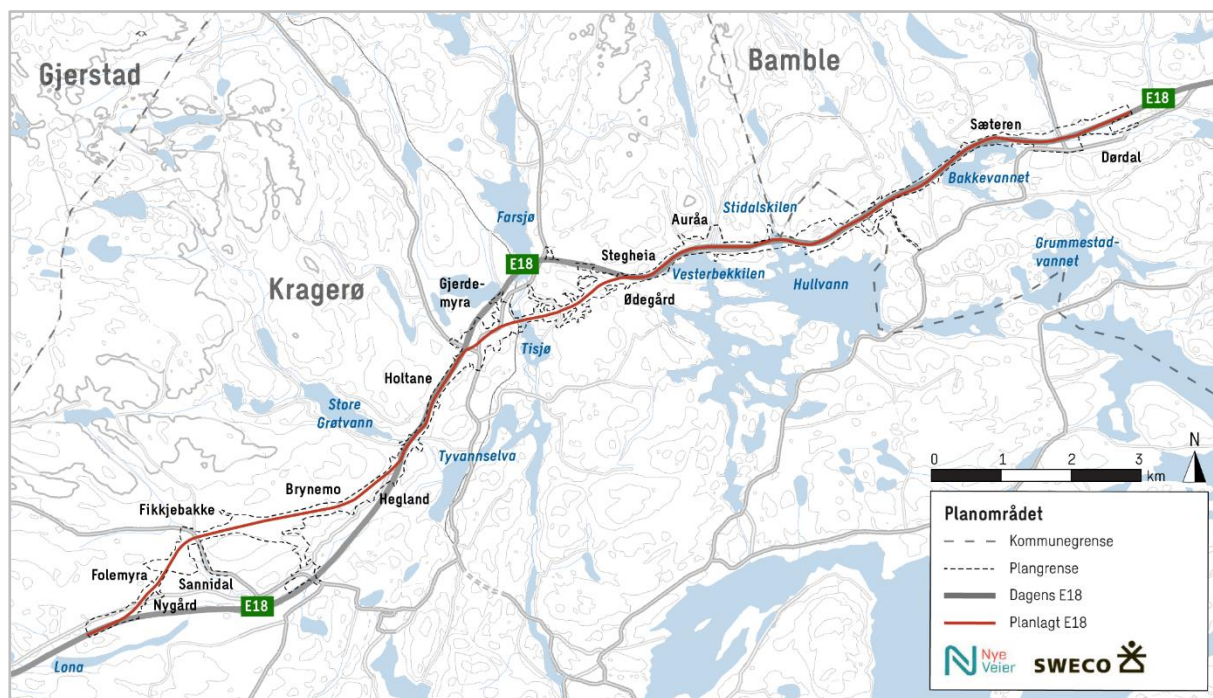 Gjerstad
Bamble
E18
Sæteren
Dørdal
Bakkevannet
Stidalskilen
Auråa
Farsjø
Stegheia
E18
Grummestad-
vannet
Vesterbekkilen
Hullvann
Kragerø
Gjerde-
myra
Ødegård
Tisjø
Holtane
Store
Grøtvann
Tyvannselva
Brynemo
Hegland
Fikkjebakke
Folemyra
Sannidal
Nygård
E18
Lona
N
0 1 2 3
km
Planområdet
Kommunegrense
Plangrense
Dagens E18
Planlagt E18
Nye
Veier
SWECO